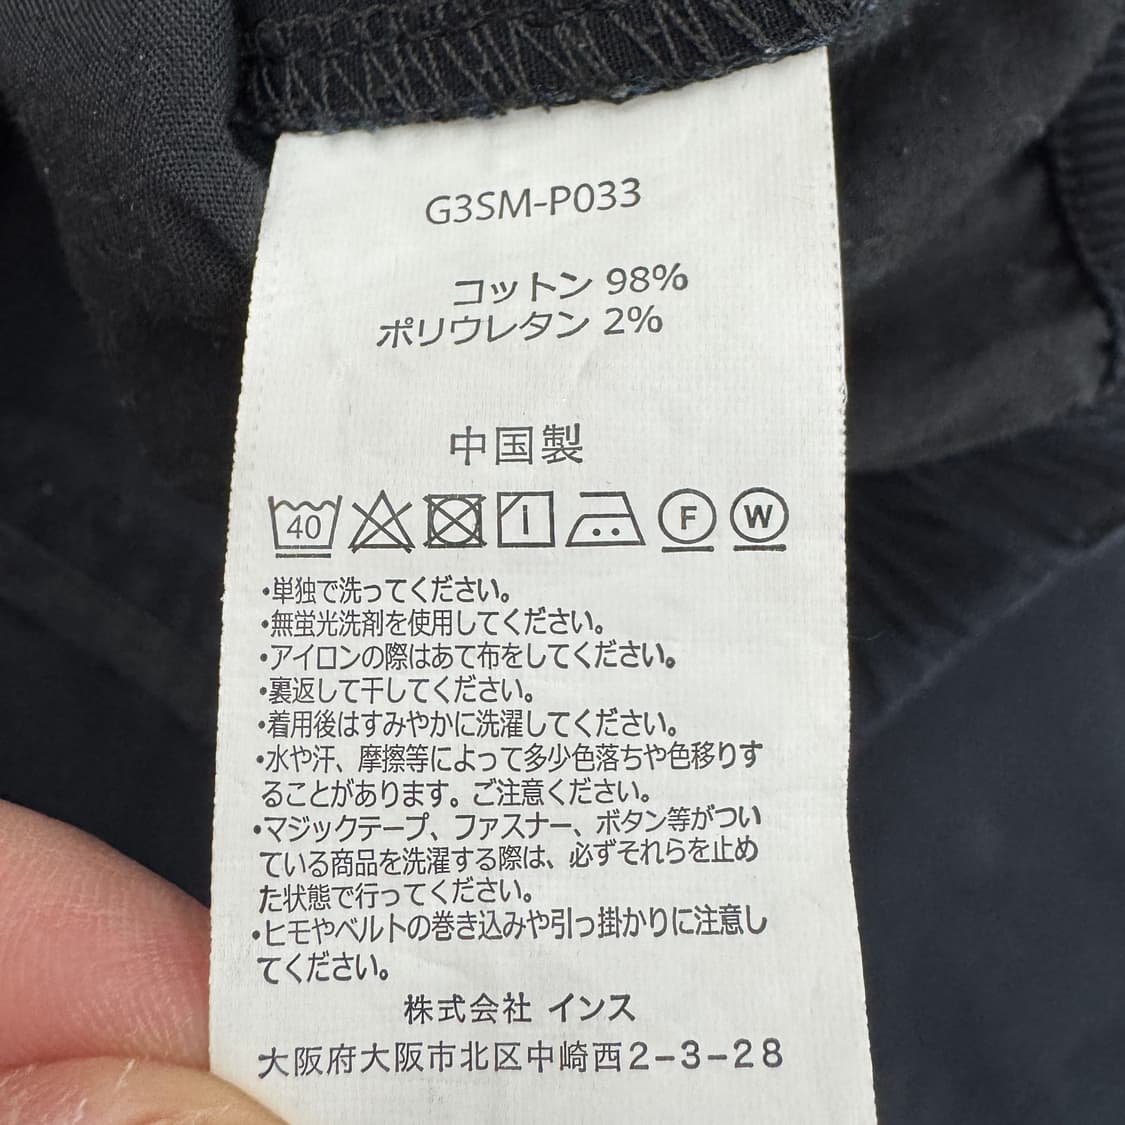 G3SM-P033
コットン 98%
ポリウレタン 2%
中国製
40 F W
・単独で洗ってください。
・無蛍光洗剤を使用してください。
・アイロンの際はあて布をしてください。
・裏返して干してください。
・着用後はすみやかに洗濯してください。
・水や汗、摩擦等によって多少色落ちや色移りす
ることがあります。ご注意ください。
・マジックテープ、ファスナー、ボタン等がつい
ている商品を洗濯する際は、必ずそれらを止め
た状態で行ってください。
・ヒモやベルトの巻き込みや引っ掛かりに注意し
てください。
株式会社 インス
大阪府大阪市北区中崎西2-3-28